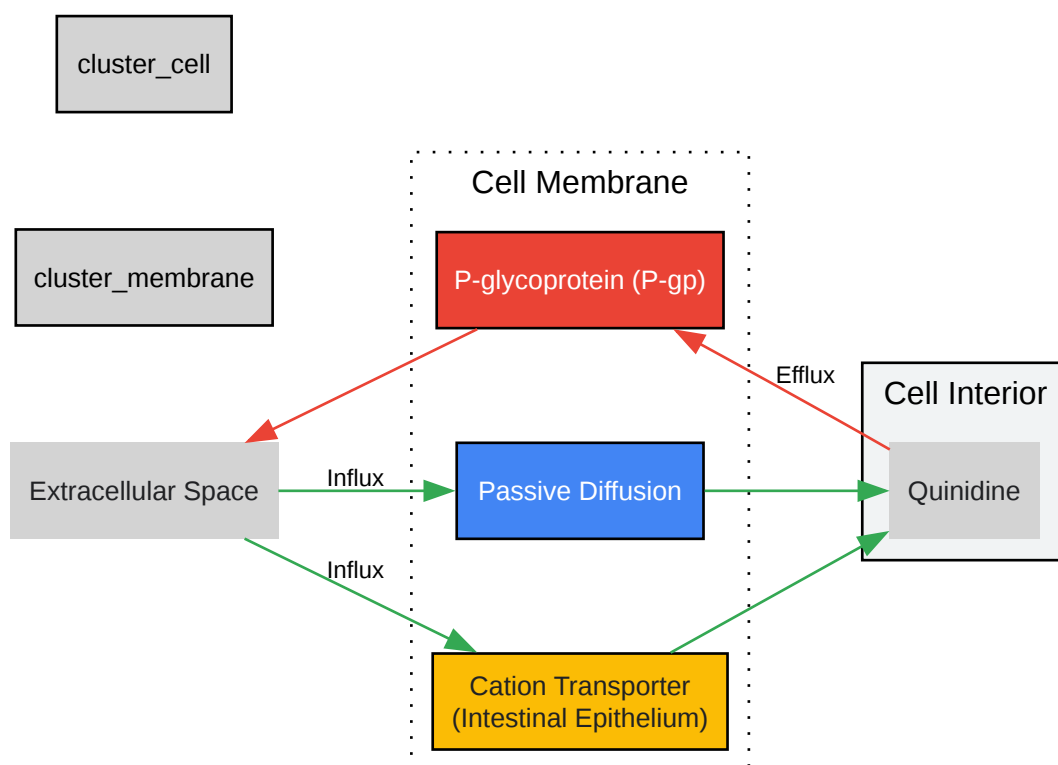 cluster_cell
Cell Membrane
cluster_membrane
P-glycoprotein (P-gp)
Efflux
Cell Interior
Extracellular Space
Influx
Passive Diffusion
Quinidine
Influx
Cation Transporter
(Intestinal Epithelium)